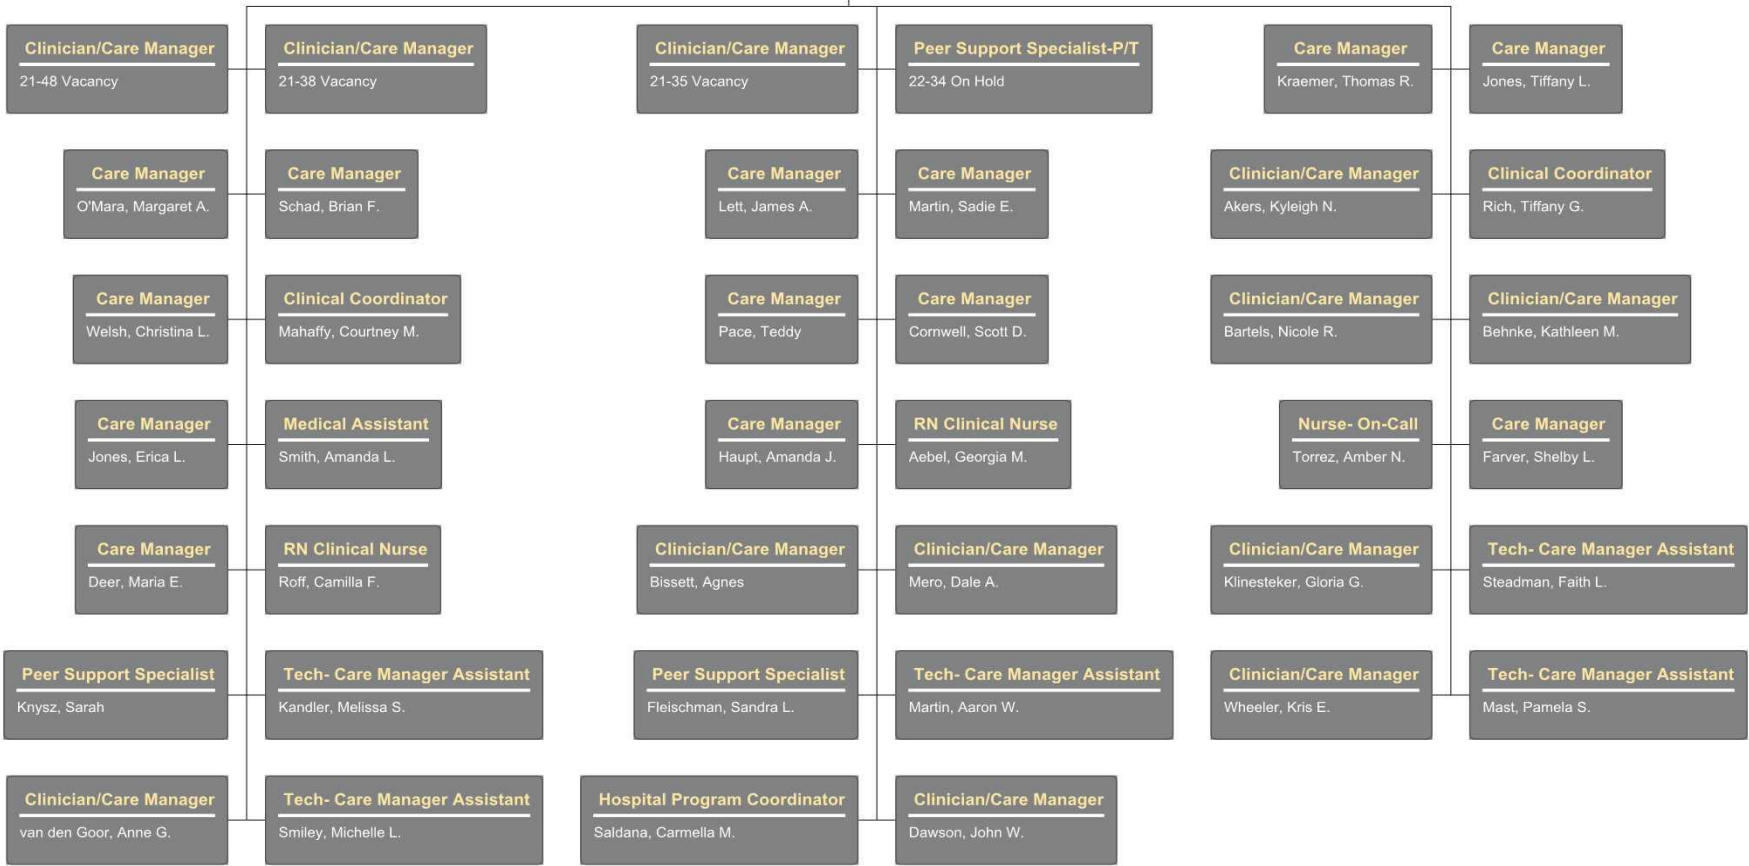 Clinician/Care Manager
21-48 Vacancy
Clinician/Care Manager
21-38 Vacancy
Clinician/Care Manager
21-35 Vacancy
Peer Support Specialist-P/T
22-34 On Hold
Care Manager
Kraemer, Thomas R.
Care Manager
Jones, Tiffany L.
Care Manager
O'Mara, Margaret A.
Care Manager
Schad, Brian F.
Care Manager
Lett, James A.
Care Manager
Martin, Sadie E.
Clinician/Care Manager
Akers, Kyleigh N.
Clinical Coordinator
Rich, Tiffany G.
Care Manager
Welsh, Christina L.
Clinical Coordinator
Mahaffy, Courtney M.
Care Manager
Pace, Teddy
Care Manager
Cornwell, Scott D.
Clinician/Care Manager
Bartels, Nicole R.
Clinician/Care Manager
Behnke, Kathleen M.
Care Manager
Jones, Erica L.
Medical Assistant
Smith, Amanda L.
Care Manager
Haupt, Amanda J.
RN Clinical Nurse
Aebel, Georgia M.
Nurse- On-Call
Torrez, Amber N.
Care Manager
Farver, Shelby L.
Care Manager
Deer, Maria E.
RN Clinical Nurse
Roff, Camilla F.
Clinician/Care Manager
Bissett, Agnes
Clinician/Care Manager
Mero, Dale A.
Clinician/Care Manager
Klinesteker, Gloria G.
Tech- Care Manager Assistant
Steadman, Faith L.
Peer Support Specialist
Knysz, Sarah
Tech- Care Manager Assistant
Kandler, Melissa S.
Peer Support Specialist
Fleischman, Sandra L.
Tech- Care Manager Assistant
Martin, Aaron W.
Clinician/Care Manager
Wheeler, Kris E.
Tech- Care Manager Assistant
Mast, Pamela S.
Clinician/Care Manager
van den Goor, Anne G.
Tech- Care Manager Assistant
Smiley, Michelle L.
Hospital Program Coordinator
Saldana, Carmella M.
Clinician/Care Manager
Dawson, John W.